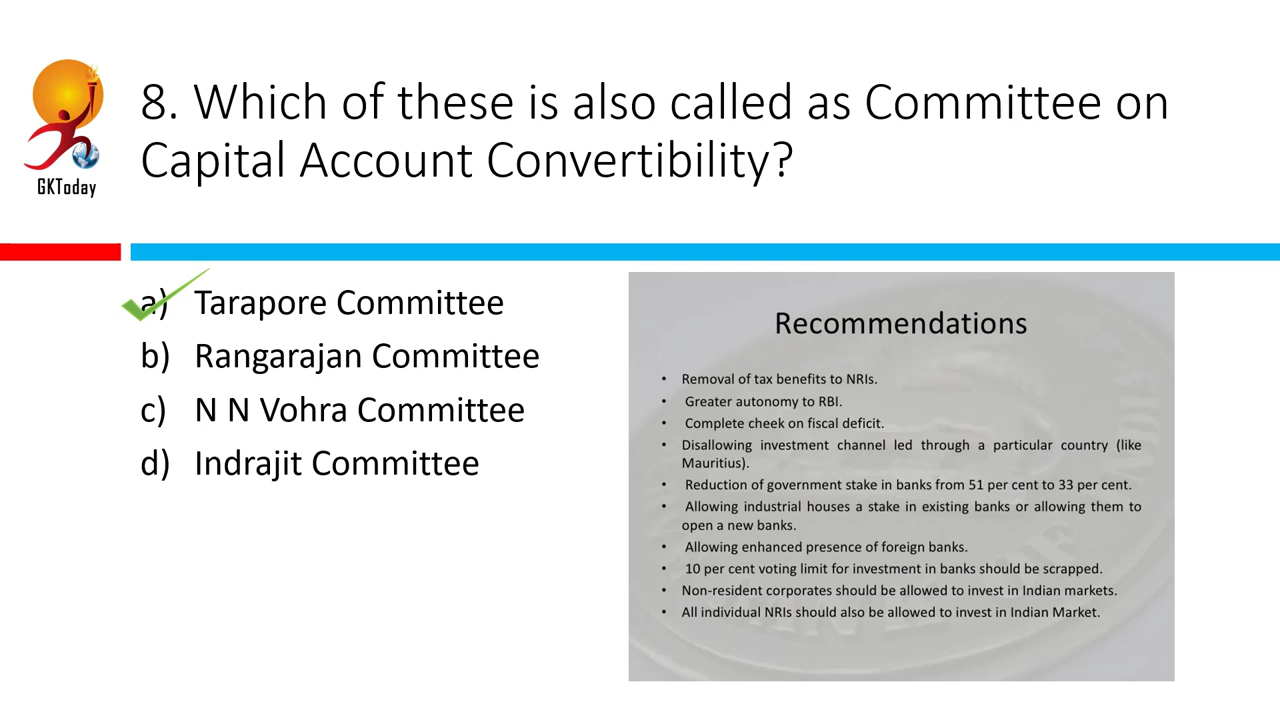 GKToday
8. Which of these is also called as Committee on
Capital Account Convertibility?
a) Tarapore Committee
b) Rangarajan Committee
c) N N Vohra Committee
d) Indrajit Committee
Recommendations
• Removal of tax benefits to NRIs.
• Greater autonomy to RBI.
• Complete cheek on fiscal deficit.
• Disallowing investment channel led through a particular country (like
Mauritius).
• Reduction of government stake in banks from 51 per cent to 33 per cent.
• Allowing industrial houses a stake in existing banks or allowing them to
open a new banks.
• Allowing enhanced presence of foreign banks.
• 10 per cent voting limit for investment in banks should be scrapped.
• Non-resident corporates should be allowed to invest in Indian markets.
• All individual NRIs should also be allowed to invest in Indian Market.